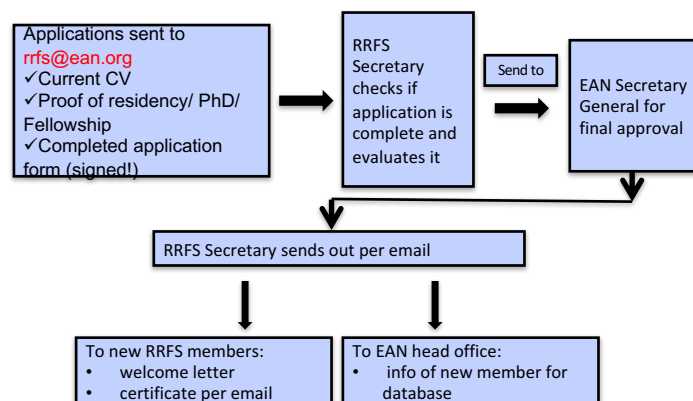 Applications sent to
rrfs@ean.org
✓Current CV
✓Proof of residency/ PhD/
Fellowship
✓Completed application
form (signed!)
RRFS
Secretary
checks if
application is
complete and
evaluates it
Send to
EAN Secretary
General for
final approval
RRFS Secretary sends out per email
To new RRFS members:
• welcome letter
• certificate per email
To EAN head office:
• info of new member for
database